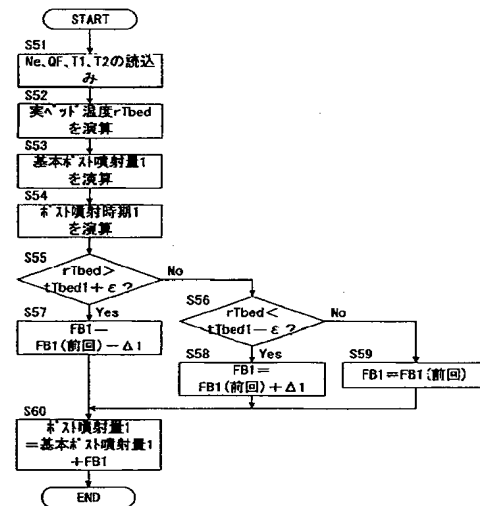 START
S51
Ne、QF、T1、T2の読込
み
S52
実ベッド温度rTbed
を演算
S53
基本ポスト噴射量1
を演算
S54
ポスト噴射時期1
を演算
S55
rTbed>
tTbed1+ε?
No
Yes
S56
rTbed<
tTbed1-ε?
No
Yes
S57
FB1=
FB1(前回)-Δ1
S58
FB1=
FB1(前回)+Δ1
S59
FB1=FB1(前回)
S60
ポスト噴射量1
=基本ポスト噴射量1
+FB1
END